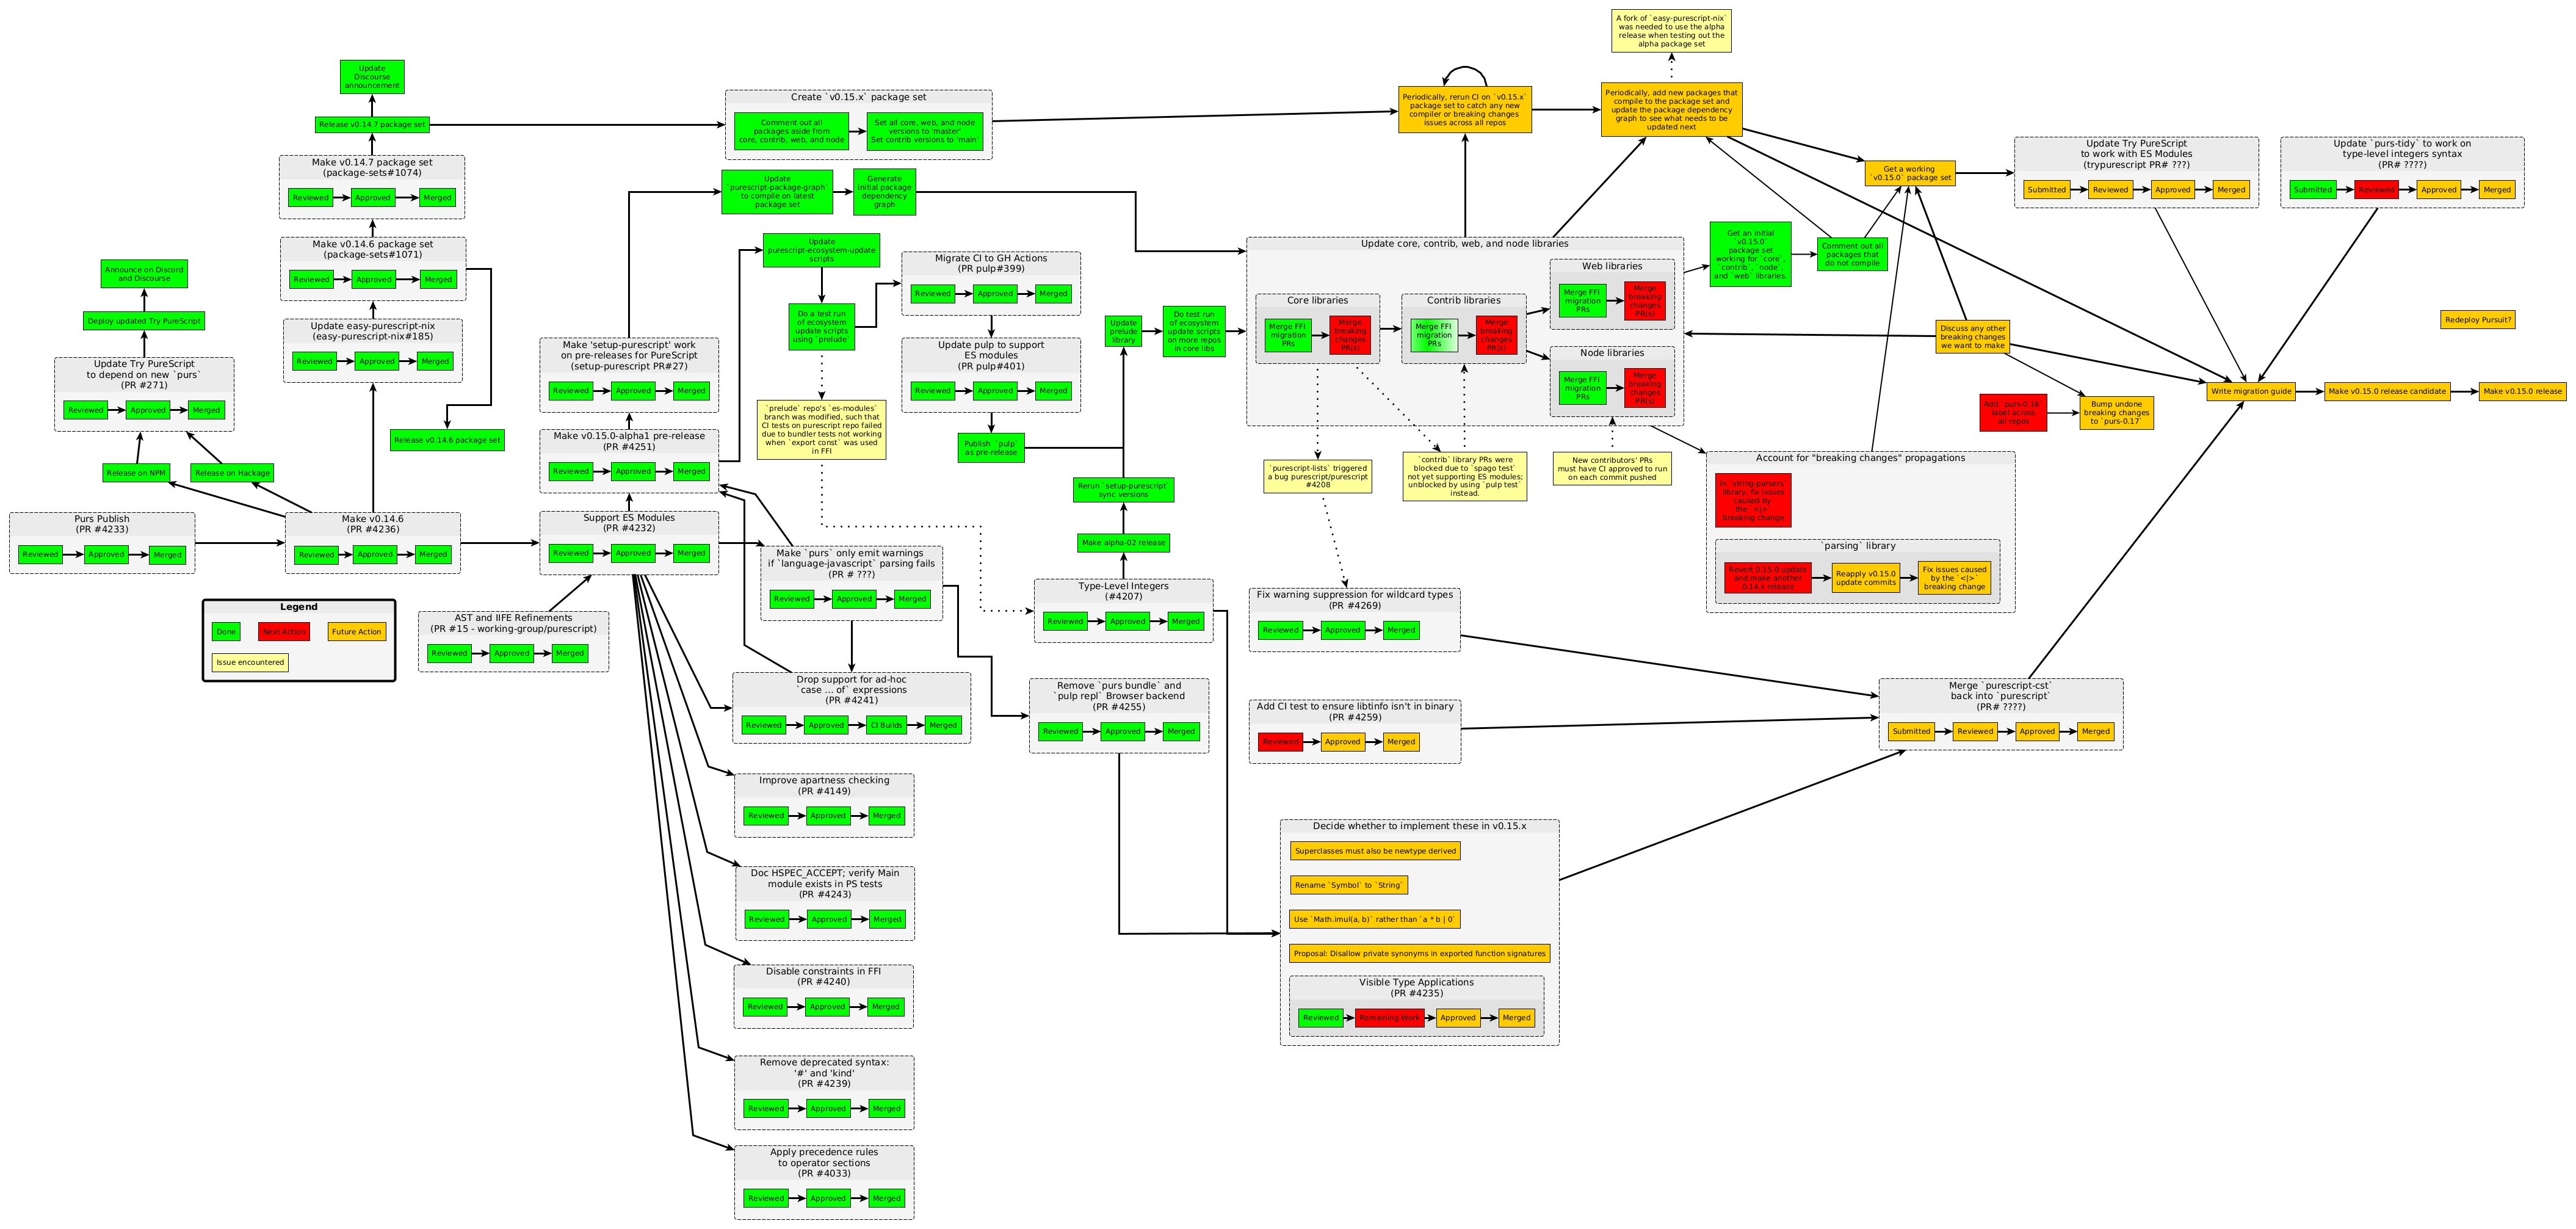 A fork of `easy-purescript-nix`
was needed to use the alpha
release when testing out the
alpha package set
Update
Discourse
announcement
Release v0.14.7 package set
Make v0.14.7 package set
(package-sets#1074)
Reviewed
Approved
Merged
Make v0.14.6 package set
(package-sets#1071)
Reviewed
Approved
Merged
Update easy-purescript-nix
(easy-purescript-nix#185)
Reviewed
Approved
Merged
Release v0.14.6 package set
Announce on Discord
and Discourse
Deploy updated Try PureScript
Update Try PureScript
to depend on new `purs`
(PR #271)
Reviewed
Approved
Merged
Release on NPM
Release on Hackage
Purs Publish
(PR #4233)
Reviewed
Approved
Merged
Make v0.14.6
(PR #4236)
Reviewed
Approved
Merged
Legend
Done
Next Action
Future Action
Issue encountered
AST and IIFE Refinements
(PR #15 - working-group/purescript)
Reviewed
Approved
Merged
Support ES Modules
(PR #4232)
Reviewed
Approved
Merged
Make v0.15.0-alpha1 pre-release
(PR #4251)
Reviewed
Approved
Merged
Make 'setup-purescript' work
on pre-releases for PureScript
(setup-purescript PR#27)
Reviewed
Approved
Merged
Create `v0.15.x` package set
Comment out all
packages aside from
core, contrib, web, and node
Set all core, web, and node
versions to 'master'
Set contrib versions to 'main'
Update
`purescript-package-graph`
to compile on latest
package set
Generate
initial package
dependency
graph
Update
purescript-ecosystem-update
scripts
Do a test run
of ecosystem
update scripts
using `prelude`
`prelude` repo's `es-modules`
branch was modified, such that
CI tests on purescript repo failed
due to bundler tests not working
when `export const` was used
in FFI
Migrate CI to GH Actions
(PR pulp#399)
Reviewed
Approved
Merged
Update pulp to support
ES modules
(PR pulp#401)
Reviewed
Approved
Merged
Publish `pulp`
as pre-release
Make `purs` only emit warnings
if `language-javascript` parsing fails
(PR # ???)
Reviewed
Approved
Merged
Drop support for ad-hoc
`case ... of` expressions
(PR #4241)
Reviewed
Approved
CI Builds
Merged
Improve apartness checking
(PR #4149)
Reviewed
Approved
Merged
Doc HSPEC_ACCEPT; verify Main
module exists in PS tests
(PR #4243)
Reviewed
Approved
Merged
Disable constraints in FFI
(PR #4240)
Reviewed
Approved
Merged
Remove deprecated syntax:
'#' and 'kind'
(PR #4239)
Reviewed
Approved
Merged
Apply precedence rules
to operator sections
(PR #4033)
Reviewed
Approved
Merged
Update
prelude
library
Do test run
of ecosystem
update scripts
on more repos
in core libs
Rerun `setup-purescript`
sync versions
Make alpha-02 release
Type-Level Integers
(#4207)
Reviewed
Approved
Merged
Remove `purs bundle` and
`pulp repl` Browser backend
(PR #4255)
Reviewed
Approved
Merged
Periodically, rerun CI on `v0.15.x`
package set to catch any new
compiler or breaking changes
issues across all repos
Periodically, add new packages that
compile to the package set and
update the package dependency
graph to see what needs to be
updated next
Update core, contrib, web, and node libraries
Core libraries
Merge FFI
migration
PRs
Merge
breaking
changes
PR(s)
Contrib libraries
Merge FFI
migration
PRs
Merge
breaking
changes
PR(s)
Web libraries
Merge FFI
migration
PRs
Merge
breaking
changes
PR(s)
Node libraries
Merge FFI
migration
PRs
Merge
breaking
changes
PR(s)
`purescript-lists` triggered
a bug purescript/purescript
#4208
`contrib` library PRs were
blocked due to `spago test`
not yet supporting ES modules;
unblocked by using `pulp test`
instead.
New contributors' PRs
must have CI approved to run
on each commit pushed
Fix warning suppression for wildcard types
(PR #4269)
Reviewed
Approved
Merged
Add CI test to ensure libtinfo isn't in binary
(PR #4259)
Reviewed
Approved
Merged
Decide whether to implement these in v0.15.x
Superclasses must also be newtype derived
Rename `Symbol` to `String`
Use `Math.imul(a, b)` rather than `a * b | 0`
Proposal: Disallow private synonyms in exported function signatures
Visible Type Applications
(PR #4235)
Reviewed
Remaining Work
Approved
Merged
Get an initial
`v0.15.0`
package set
working for `core`,
`contrib`, `node`,
and `web` libraries.
Comment out all
packages that
do not compile
Get a working
`v0.15.0` package set
Discuss any other
breaking changes
we want to make
Add `purs-0.16
label across
all repos
Bump undone
breaking changes
to `purs-0.17`
Account for "breaking changes" propagations
In `string-parsers`
library, fix issues
caused by
the `<|>`
breaking change
`parsing` library
Revert 0.15.0 update
and make another
0.14.x release
Reapply v0.15.0
update commits
Fix issues caused
by the `<|>`
breaking change
Merge `purescript-cst`
back into `purescript`
(PR# ????)
Submitted
Reviewed
Approved
Merged
Update Try PureScript
to work with ES Modules
(trypurescript PR# ???)
Submitted
Reviewed
Approved
Merged
Update `purs-tidy` to work on
type-level integers syntax
(PR# ????)
Submitted
Reviewed
Approved
Merged
Redeploy Pursuit?
Write migration guide
Make v0.15.0 release candidate
Make v0.15.0 release